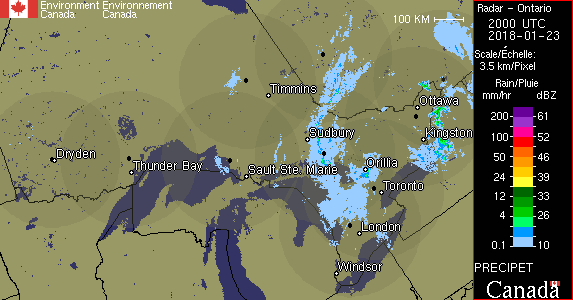 Environment Environnement
Canada Canada
100 KM
Timmins
Ottawa
Sudbury
Kingston
Dryden
Thunder Bay
Sault Ste. Marie
Orillia
Toronto
London
Windsor
Radar - Ontario
2000 UTC
2018-01-23
Scale/Échelle:
3.5 km/Pixel
Rain/Pluie
mm/hr dBZ
200 61
100 52
50 46
24 39
12 33
4 26
0.1 10
PRECIPET
Canada